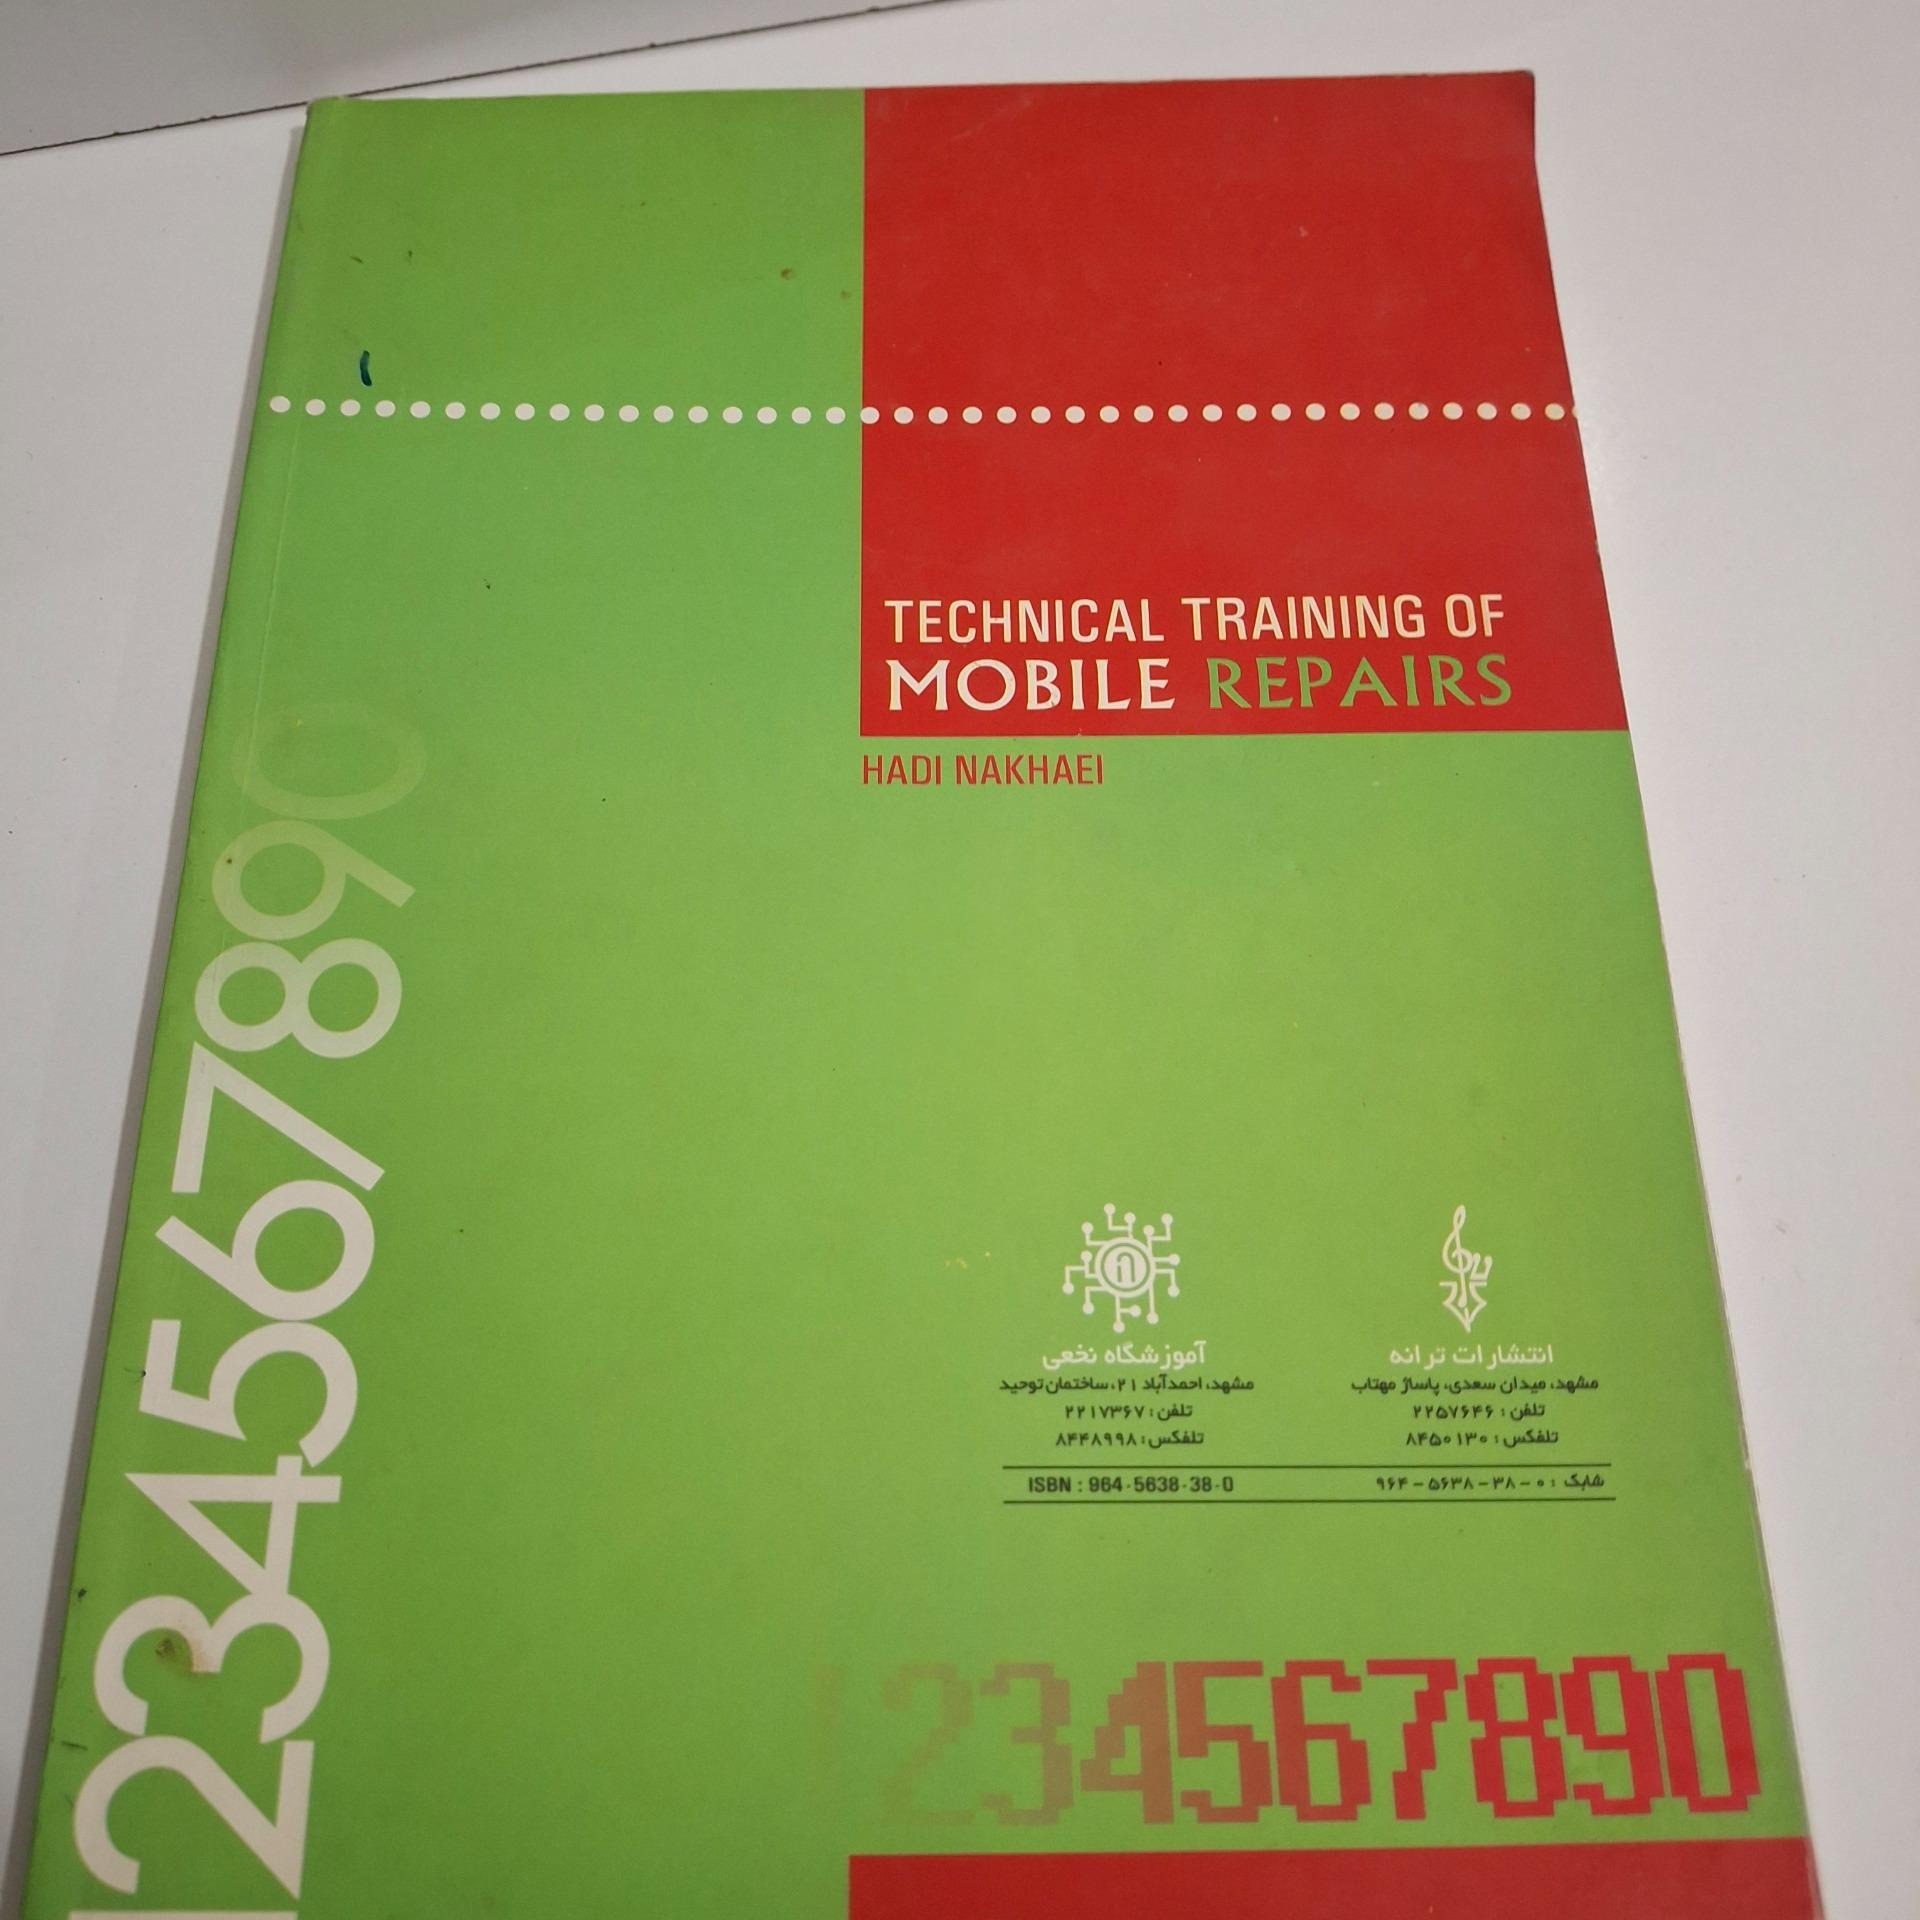 TECHNICAL TRAINING OF
MOBILE REPAIRS
HADI NAKHAEI
1234567890
انتشارات ترانه
مشهد، میدان سعدی، پاساژ مهتاب
تلفن : ۲۲۵۷۶۴۶
تلفکس : ۸۴۵۰۱۳۰
آموزشگاه نخعی
مشهد، احمدآباد ۲۱، ساختمان توحید
تلفن : ۲۲۱۷۳۶۷
تلفکس : ۸۴۴۸۹۹۸
شابک : ۰-۳۸-۵۶۳۸-۹۶۴
ISBN : 964-5638-38-0
1234567890